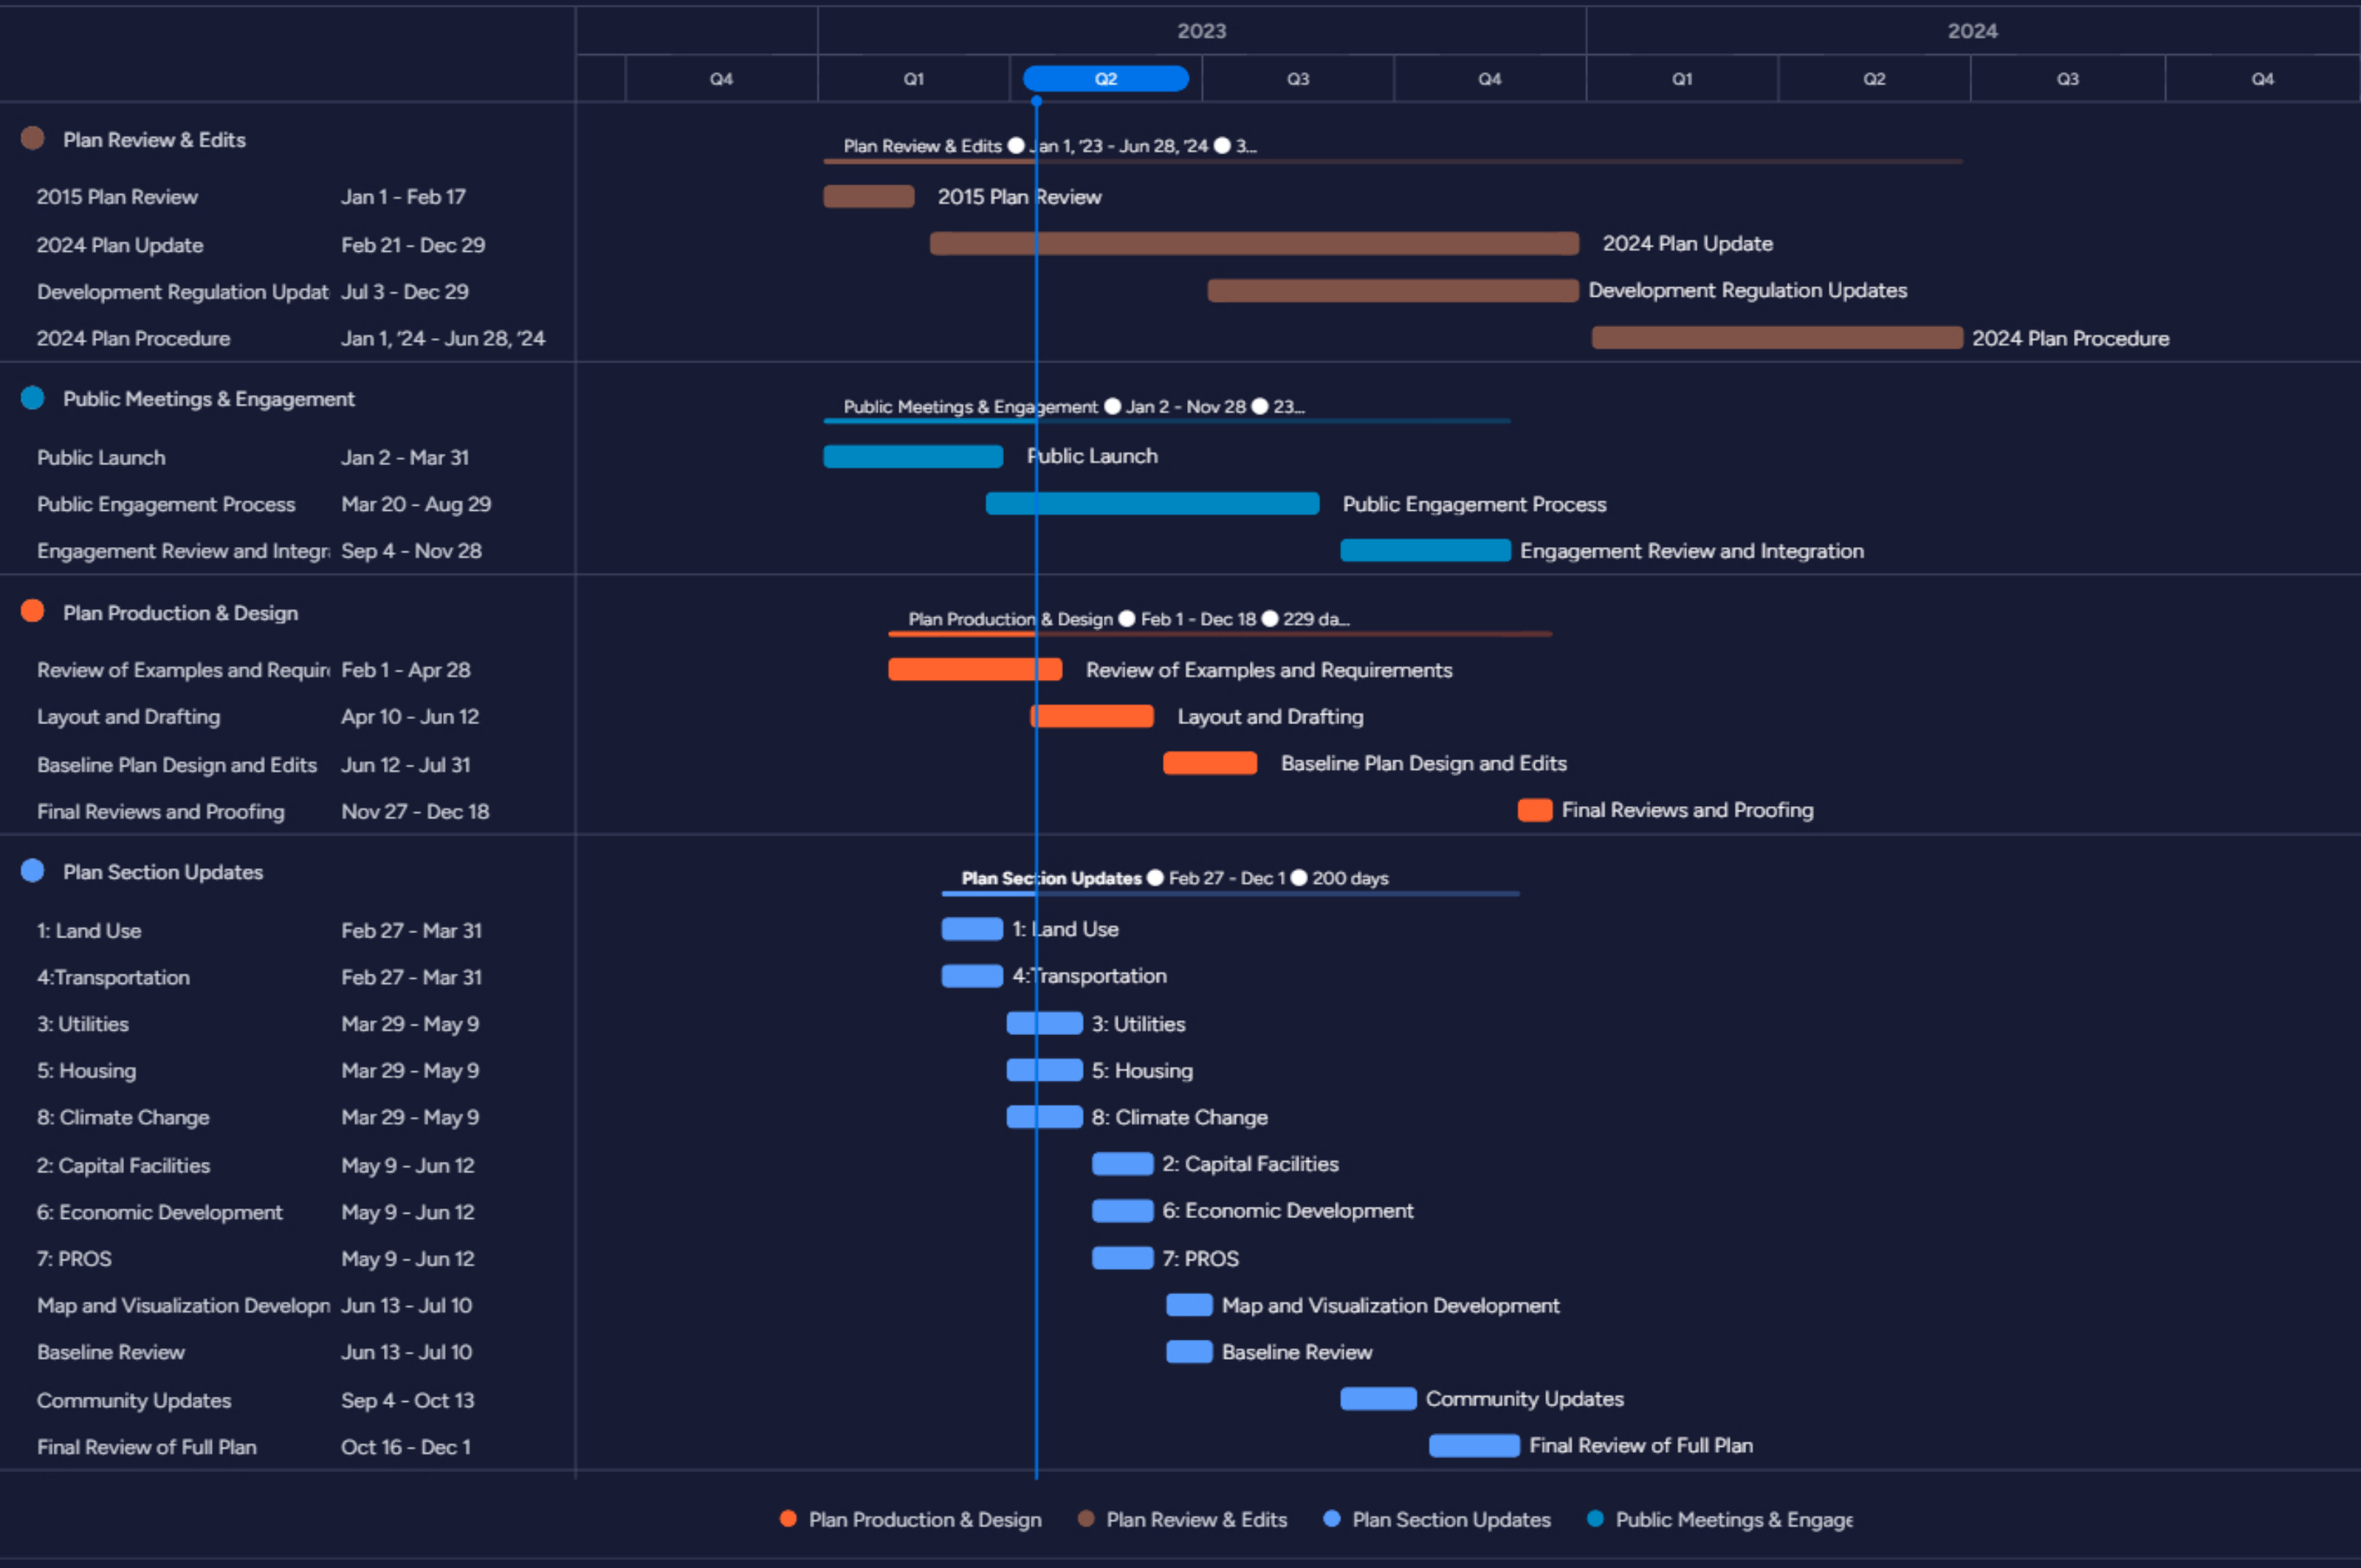 2023 2024
Q4 Q1 Q2 Q3 Q4 Q1 Q2 Q3 Q4
Plan Review & Edits
Plan Review & Edits Jan 1, '23 - Jun 28, '24 3...
2015 Plan Review Jan 1 - Feb 17 2015 Plan Review
2024 Plan Update Feb 21 - Dec 29 2024 Plan Update
Development Regulation Updat Jul 3 - Dec 29 Development Regulation Updates
2024 Plan Procedure Jan 1, '24 - Jun 28, '24 2024 Plan Procedure
Public Meetings & Engagement
Public Meetings & Engagement Jan 2 - Nov 28 23...
Public Launch Jan 2 - Mar 31 Public Launch
Public Engagement Process Mar 20 - Aug 29 Public Engagement Process
Engagement Review and Integr Sep 4 - Nov 28 Engagement Review and Integration
Plan Production & Design
Plan Production & Design Feb 1 - Dec 18 229 da...
Review of Examples and Require Feb 1 - Apr 28 Review of Examples and Requirements
Layout and Drafting Apr 10 - Jun 12 Layout and Drafting
Baseline Plan Design and Edits Jun 12 - Jul 31 Baseline Plan Design and Edits
Final Reviews and Proofing Nov 27 - Dec 18 Final Reviews and Proofing
Plan Section Updates
Plan Section Updates Feb 27 - Dec 1 200 days
1: Land Use Feb 27 - Mar 31 1: Land Use
4:Transportation Feb 27 - Mar 31 4:Transportation
3: Utilities Mar 29 - May 9 3: Utilities
5: Housing Mar 29 - May 9 5: Housing
8: Climate Change Mar 29 - May 9 8: Climate Change
2: Capital Facilities May 9 - Jun 12 2: Capital Facilities
6: Economic Development May 9 - Jun 12 6: Economic Development
7: PROS May 9 - Jun 12 7: PROS
Map and Visualization Developm Jun 13 - Jul 10 Map and Visualization Development
Baseline Review Jun 13 - Jul 10 Baseline Review
Community Updates Sep 4 - Oct 13 Community Updates
Final Review of Full Plan Oct 16 - Dec 1 Final Review of Full Plan
Plan Production & Design Plan Review & Edits Plan Section Updates Public Meetings & Engage